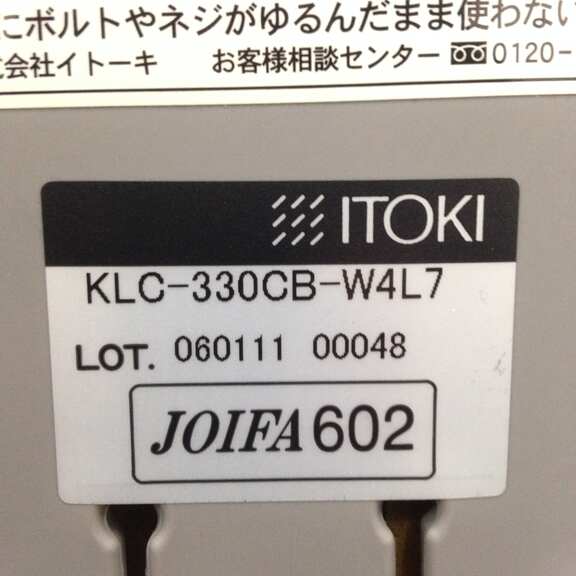 にボルトやネジがゆるんだまま使わない
会社イトーキ お客様相談センター 0120-
ITOKI
KLC-330CB-W4L7
LOT. 060111 00048
JOIFA602